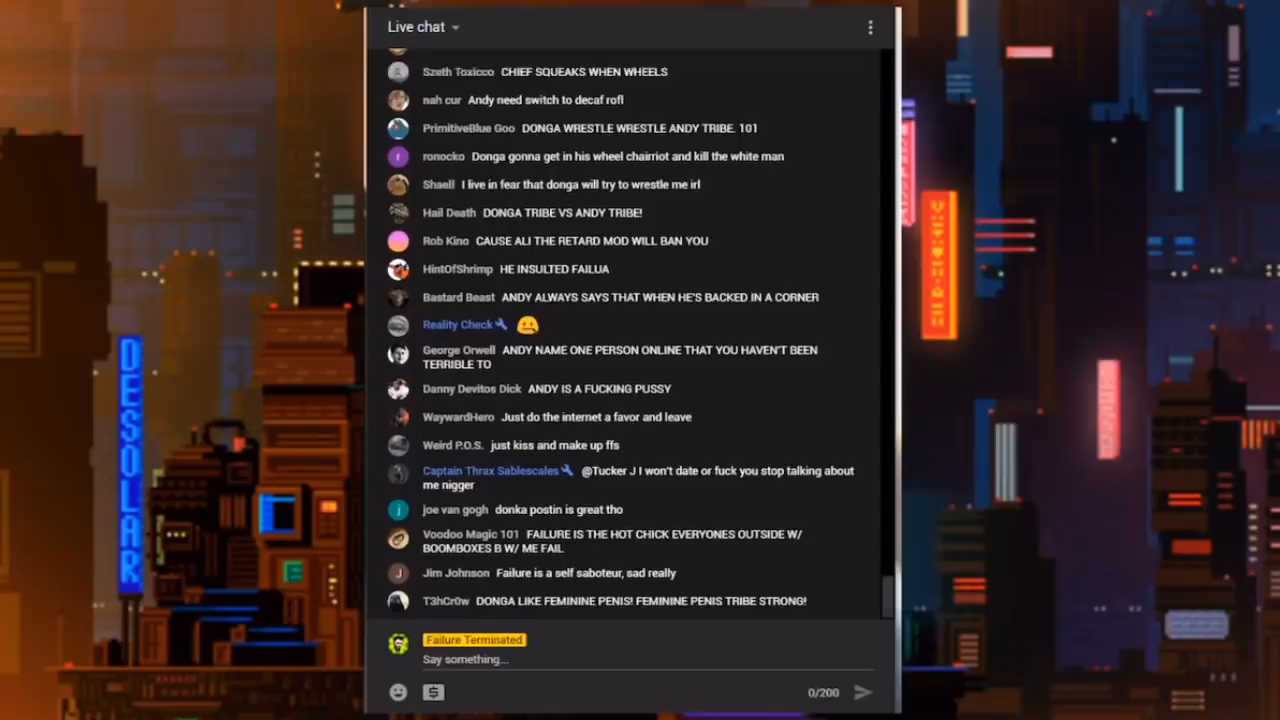 Live chat
Szeth Toxicco CHIEF SQUEAKS WHEN WHEELS
nah cur Andy need switch to decaf rofl
PrimitiveBlue Goo DONGA WRESTLE WRESTLE ANDY TRIBE. 101
r ronocko Donga gonna get in his wheel chairriot and kill the white man
Shaell I live in fear that donga will try to wrestle me irl
Hail Death DONGA TRIBE VS ANDY TRIBE!
Rob Kino CAUSE ALI THE RETARD MOD WILL BAN YOU
HintOfShrimp HE INSULTED FAILUA
Bastard Beast ANDY ALWAYS SAYS THAT WHEN HE'S BACKED IN A CORNER
Reality Check
George Orwell ANDY NAME ONE PERSON ONLINE THAT YOU HAVEN'T BEEN
TERRIBLE TO
Danny Devitos Dick ANDY IS A FUCKING PUSSY
WaywardHero Just do the internet a favor and leave
Weird P.O.S. just kiss and make up ffs
Captain Thrax Sablescales @Tucker J I won't date or fuck you stop talking about
me nigger
j joe van gogh donka postin is great tho
Voodoo Magic 101 FAILURE IS THE HOT CHICK EVERYONES OUTSIDE W/
BOOMBOXES B W/ ME FAIL
J Jim Johnson Failure is a self saboteur, sad really
T3hCr0w DONGA LIKE FEMININE PENIS! FEMININE PENIS TRIBE STRONG!
Failure Terminated
Say something...
$ 0/200
DESOLAR